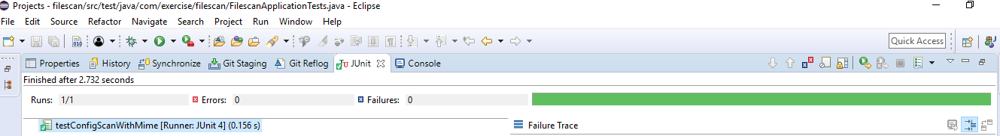 Projects - filescan/src/test/java/com/exercise/filescan/FilescanApplicationTests.java - Eclipse
File Edit Source Refactor Navigate Search Project Run Window Help
010
Quick Access
Properties History Synchronize Git Staging Git Reflog JUnit Console
Finished after 2.732 seconds
Runs: 1/1 Errors: 0 Failures: 0
testConfigScanWithMime [Runner: JUnit 4] (0.156 s) Failure Trace